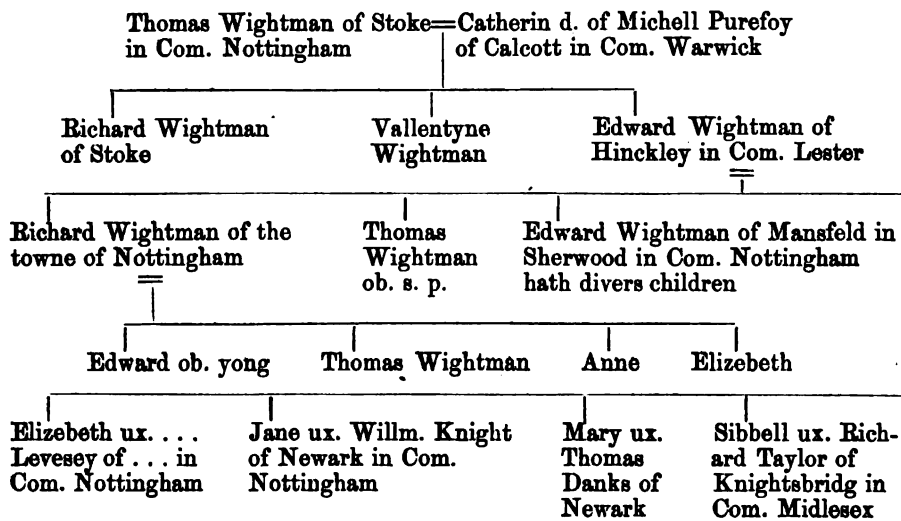 Thomas Wightman of Stoke=Catherin d. of Michell Purefoy
in Com. Nottingham of Calcott in Com. Warwick
Richard Wightman
of Stoke
Vallentyne
Wightman
Edward Wightman of
Hinckley in Com. Lester
=
Richard Wightman of the
towne of Nottingham
=
Thomas
Wightman
ob. s. p.
Edward Wightman of Mansfeld in
Sherwood in Com. Nottingham
hath divers children
Edward ob. yong
Thomas Wightman
Anne
Elizebeth
Elizebeth ux. . . .
Levesey of . . . in
Com. Nottingham
Jane ux. Willm. Knight
of Newark in Com.
Nottingham
Mary ux.
Thomas
Danks of
Newark
Sibbell ux. Rich-
ard Taylor of
Knightsbridg in
Com. Midlesex